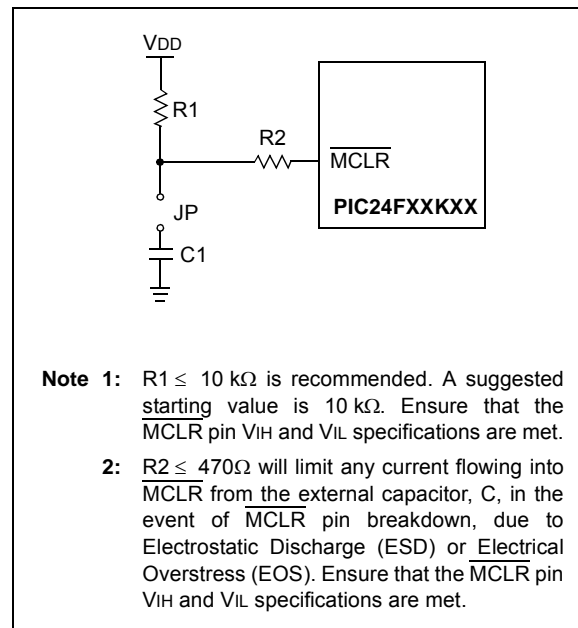 VDD
R1
R2
MCLR
PIC24FXXKXX
JP
C1
Note 1: R1 ≤ 10 kΩ is recommended. A suggested
starting value is 10 kΩ. Ensure that the
MCLR pin VIH and VIL specifications are met.
2: R2 ≤ 470Ω will limit any current flowing into
MCLR from the external capacitor, C, in the
event of MCLR pin breakdown, due to
Electrostatic Discharge (ESD) or Electrical
Overstress (EOS). Ensure that the MCLR pin
VIH and VIL specifications are met.